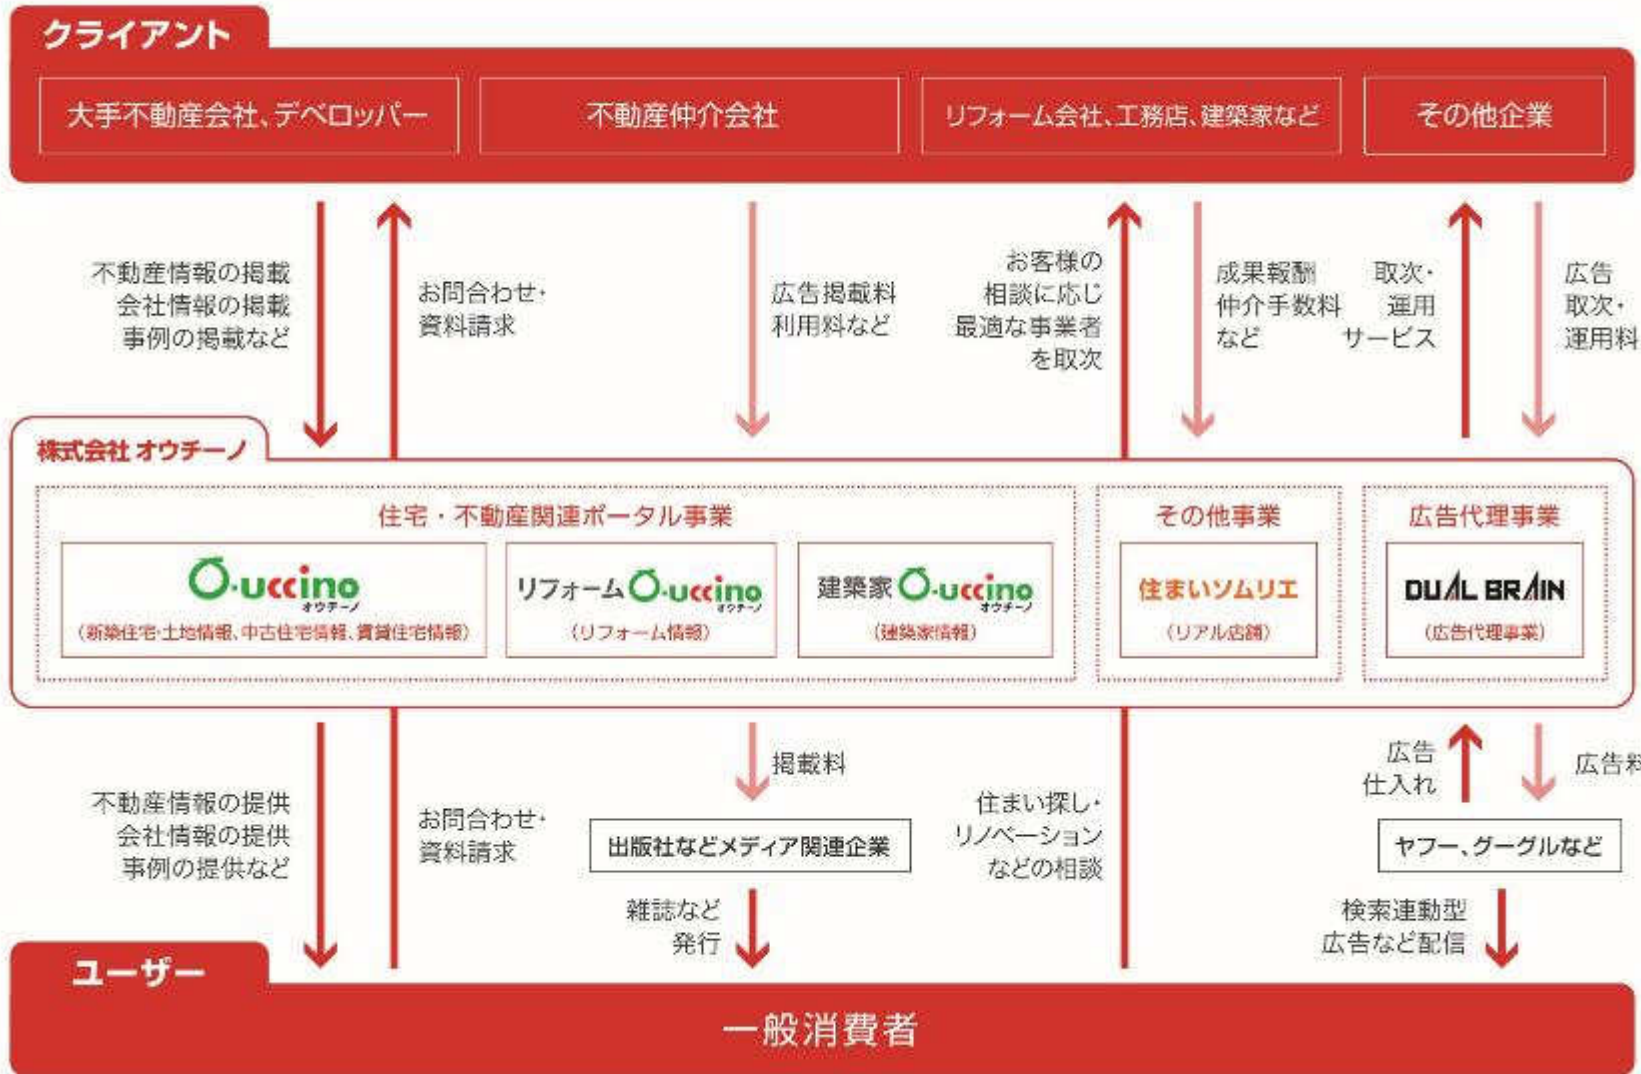 クライアント
大手不動産会社、デベロッパー
不動産仲介会社
リフォーム会社、工務店、建築家など
その他企業
不動産情報の掲載
会社情報の掲載
事例の掲載など
お問合わせ・
資料請求
広告掲載料
利用料など
お客様の
相談に応じ
最適な事業者
を取次
成果報酬
仲介手数料
など
取次・
運用
サービス
広告
取次・
運用料
株式会社 オウチーノ
住宅・不動産関連ポータル事業
その他事業
広告代理事業
O-uccino
オウチーノ
(新築住宅・土地情報、中古住宅情報、賃貸住宅情報)
リフォーム O-uccino
オウチーノ
(リフォーム情報)
建築家 O-uccino
オウチーノ
(建築家情報)
住まいソムリエ
(リアル店舗)
DUAL BRAIN
(広告代理事業)
不動産情報の提供
会社情報の提供
事例の提供など
お問合わせ・
資料請求
掲載料
出版社などメディア関連企業
雑誌など
発行
住まい探し・
リノベーション
などの相談
広告
仕入れ
広告料
ヤフー、グーグルなど
検索連動型
広告など配信
ユーザー
一般消費者